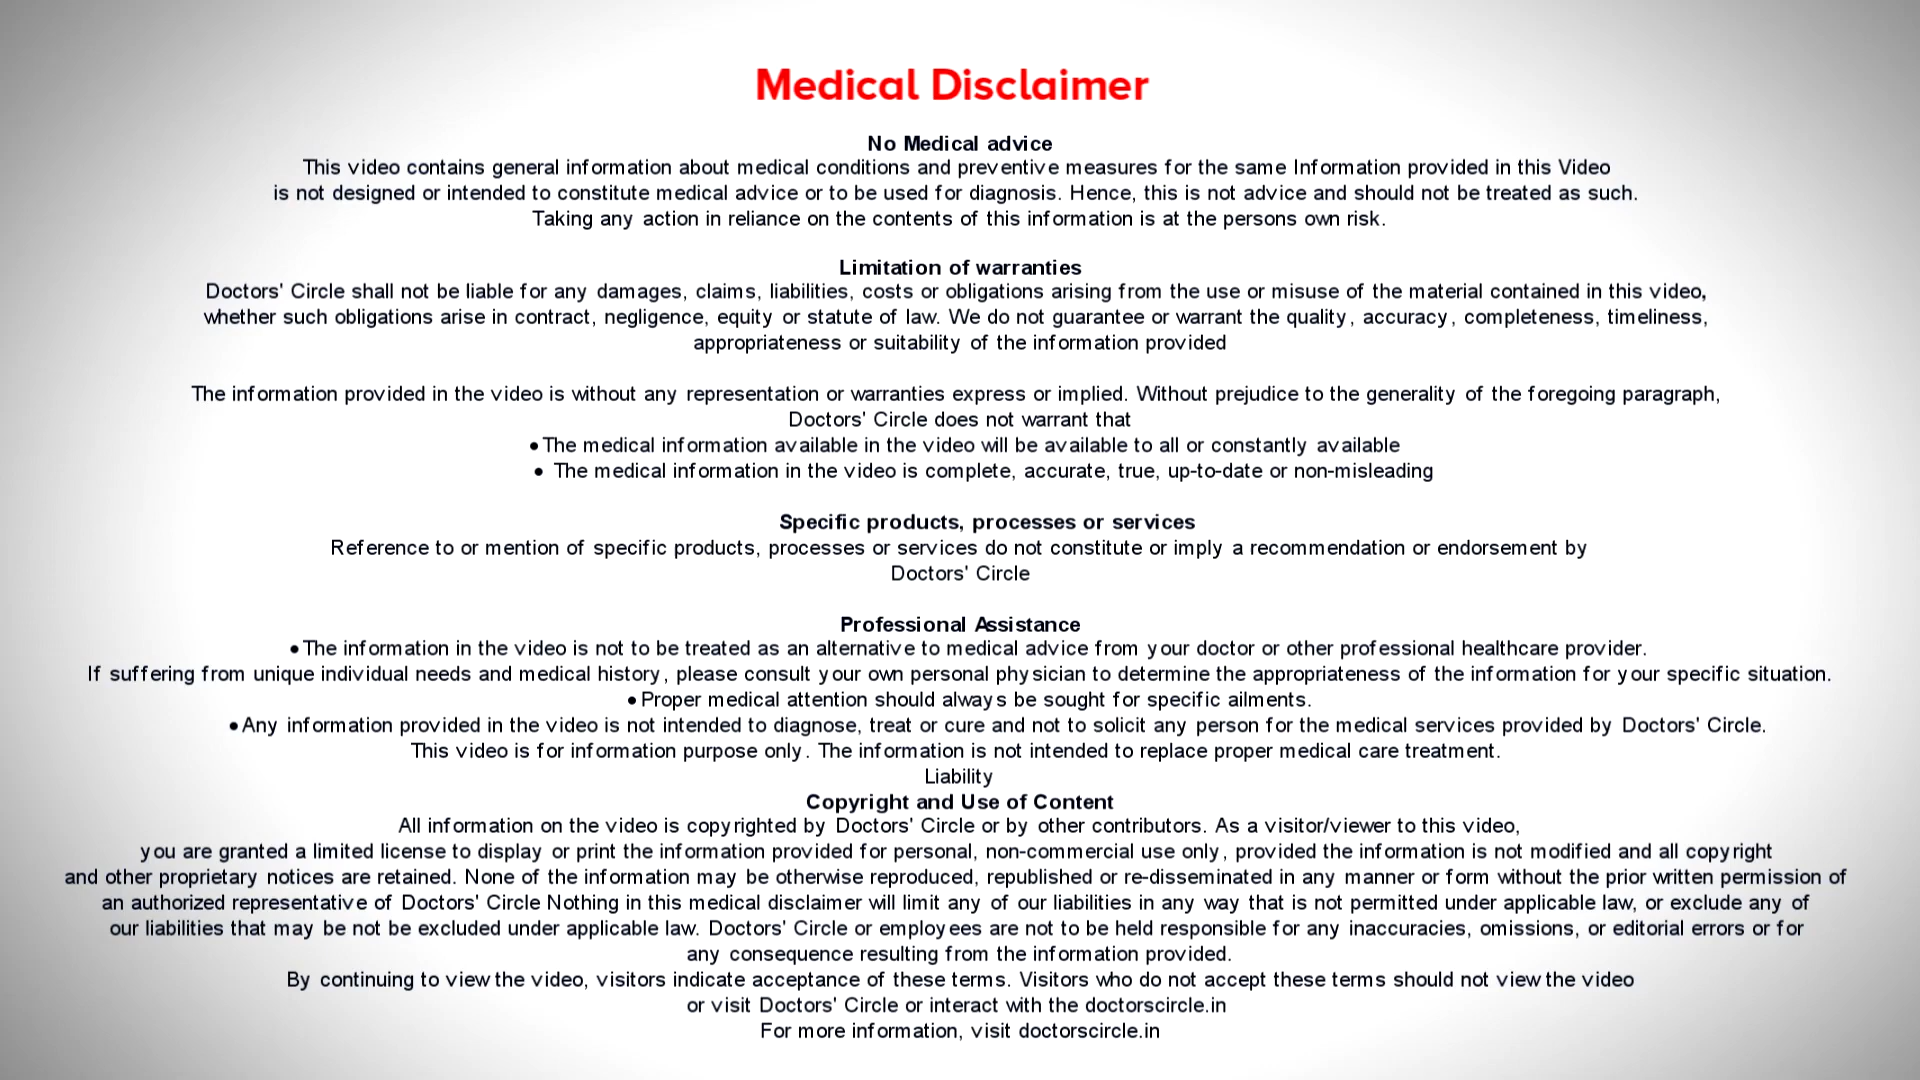 Medical Disclaimer
No Medical advice
This video contains general information about medical conditions and preventive measures for the same Information provided in this Video
is not designed or intended to constitute medical advice or to be used for diagnosis. Hence, this is not advice and should not be treated as such.
Taking any action in reliance on the contents of this information is at the persons own risk.
Limitation of warranties
Doctors' Circle shall not be liable for any damages, claims, liabilities, costs or obligations arising from the use or misuse of the material contained in this video,
whether such obligations arise in contract, negligence, equity or statute of law. We do not guarantee or warrant the quality, accuracy, completeness, timeliness,
appropriateness or suitability of the information provided
The information provided in the video is without any representation or warranties express or implied. Without prejudice to the generality of the foregoing paragraph,
Doctors' Circle does not warrant that
•The medical information available in the video will be available to all or constantly available
• The medical information in the video is complete, accurate, true, up-to-date or non-misleading
Specific products, processes or services
Reference to or mention of specific products, processes or services do not constitute or imply a recommendation or endorsement by
Doctors' Circle
Professional Assistance
•The information in the video is not to be treated as an alternative to medical advice from your doctor or other professional healthcare provider.
If suffering from unique individual needs and medical history, please consult your own personal physician to determine the appropriateness of the information for your specific situation.
•Proper medical attention should always be sought for specific ailments.
•Any information provided in the video is not intended to diagnose, treat or cure and not to solicit any person for the medical services provided by Doctors' Circle.
This video is for information purpose only. The information is not intended to replace proper medical care treatment.
Liability
Copyright and Use of Content
All information on the video is copyrighted by Doctors' Circle or by other contributors. As a visitor/viewer to this video,
you are granted a limited license to display or print the information provided for personal, non-commercial use only, provided the information is not modified and all copyright
and other proprietary notices are retained. None of the information may be otherwise reproduced, republished or re-disseminated in any manner or form without the prior written permission of
an authorized representative of Doctors' Circle Nothing in this medical disclaimer will limit any of our liabilities in any way that is not permitted under applicable law, or exclude any of
our liabilities that may be not be excluded under applicable law. Doctors' Circle or employees are not to be held responsible for any inaccuracies, omissions, or editorial errors or for
any consequence resulting from the information provided.
By continuing to view the video, visitors indicate acceptance of these terms. Visitors who do not accept these terms should not view the video
or visit Doctors' Circle or interact with the doctorscircle.in
For more information, visit doctorscircle.in